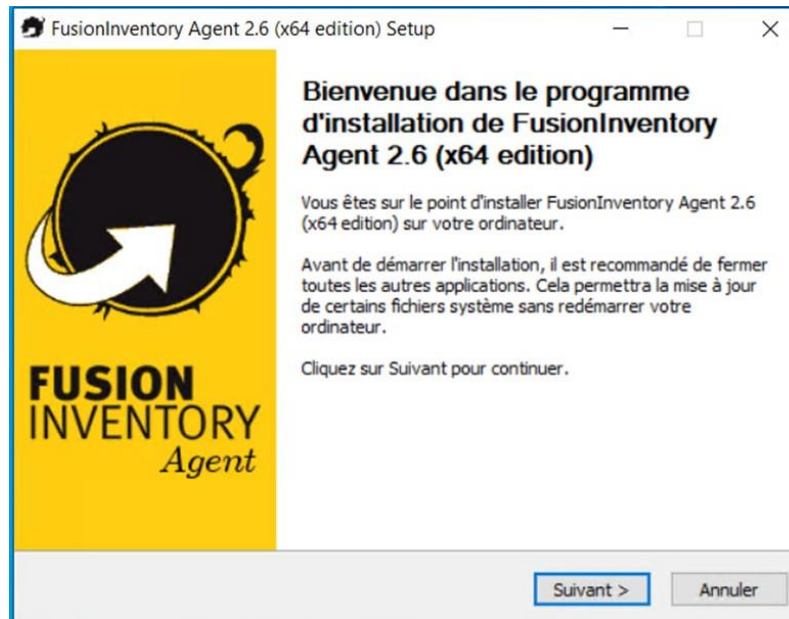 FusionInventory Agent 2.6 (x64 edition) Setup
Bienvenue dans le programme
d'installation de FusionInventory
Agent 2.6 (x64 edition)
Vous êtes sur le point d'installer FusionInventory Agent 2.6
(x64 edition) sur votre ordinateur.
Avant de démarrer l'installation, il est recommandé de fermer
toutes les autres applications. Cela permettra la mise à jour
de certains fichiers système sans redémarrer votre
ordinateur.
Cliquez sur Suivant pour continuer.
FUSION
INVENTORY
Agent
Suivant >
Annuler